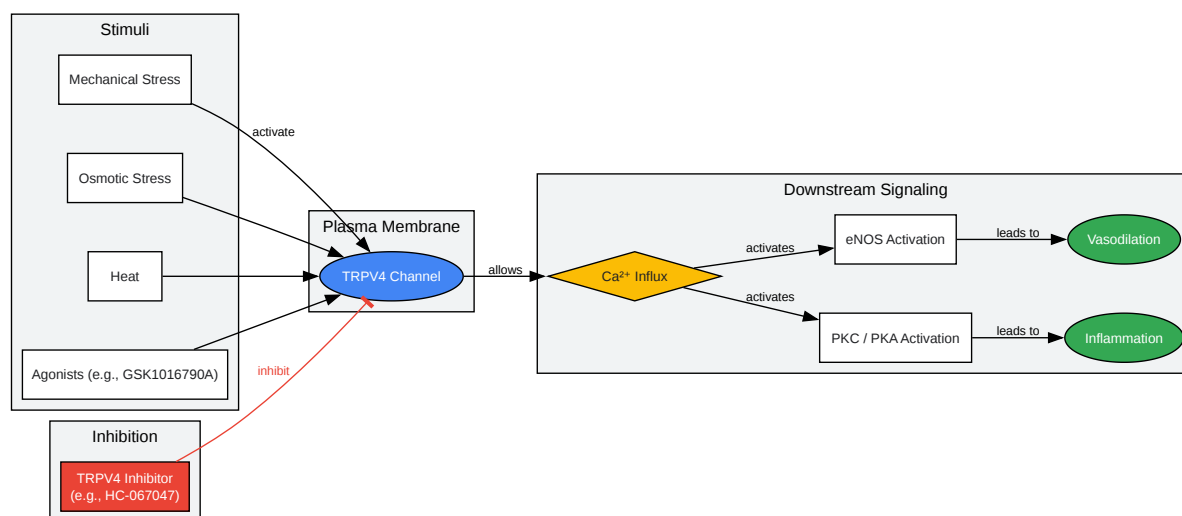 Stimuli
Mechanical Stress
activate
Osmotic Stress
Heat
Agonists (e.g., GSK1016790A)
Plasma Membrane
TRPV4 Channel
inhibit
Inhibition
TRPV4 Inhibitor
(e.g., HC-067047)
allows
Downstream Signaling
Ca²⁺ Influx
activates
eNOS Activation
leads to
Vasodilation
activates
PKC / PKA Activation
leads to
Inflammation